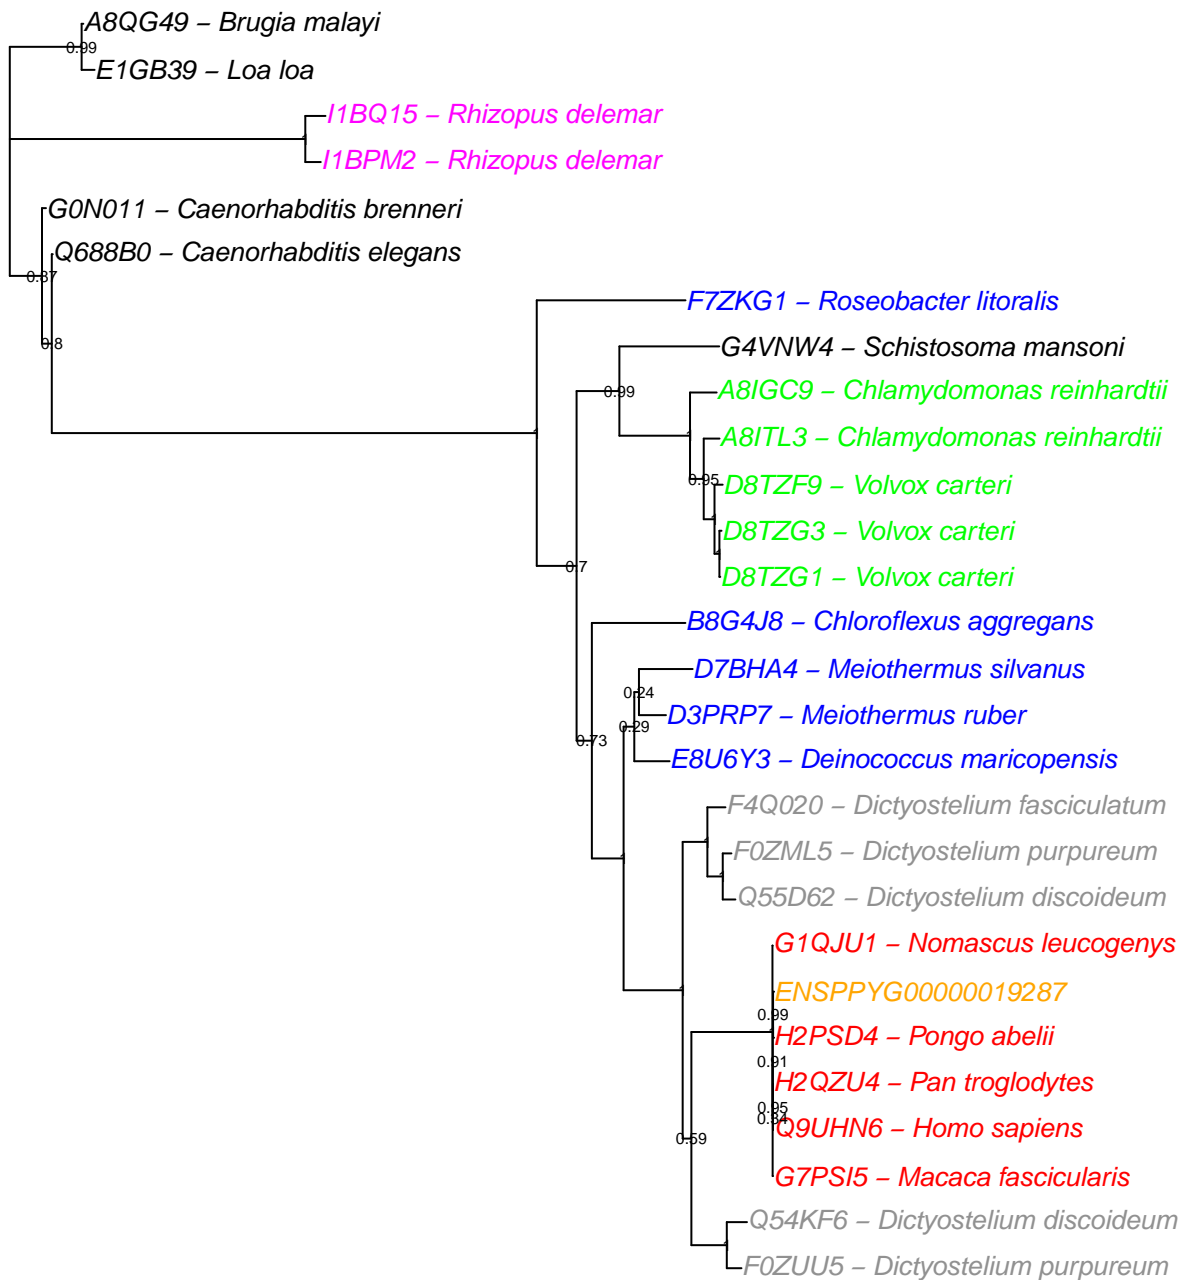 A8QG49 – Brugia malayi
0.99
E1GB39 – Loa loa
I1BQ15 – Rhizopus delemar
I1BPM2 – Rhizopus delemar
G0N011 – Caenorhabditis brenneri
Q688B0 – Caenorhabditis elegans
0.87
F7ZKG1 – Roseobacter litoralis
0.8
G4VNW4 – Schistosoma mansoni
0.99
A8IGC9 – Chlamydomonas reinhardtii
A8ITL3 – Chlamydomonas reinhardtii
0.95
D8TZF9 – Volvox carteri
D8TZG3 – Volvox carteri
0.7
D8TZG1 – Volvox carteri
B8G4J8 – Chloroflexus aggregans
D7BHA4 – Meiothermus silvanus
0.24
D3PRP7 – Meiothermus ruber
0.29
0.73
E8U6Y3 – Deinococcus maricopensis
F4Q020 – Dictyostelium fasciculatum
F0ZML5 – Dictyostelium purpureum
Q55D62 – Dictyostelium discoideum
G1QJU1 – Nomascus leucogenys
ENSPPYG00000019287
0.99
H2PSD4 – Pongo abelii
0.91
H2QZU4 – Pan troglodytes
0.95
Q9UHN6 – Homo sapiens
0.59
G7PSI5 – Macaca fascicularis
Q54KF6 – Dictyostelium discoideum
F0ZUU5 – Dictyostelium purpureum